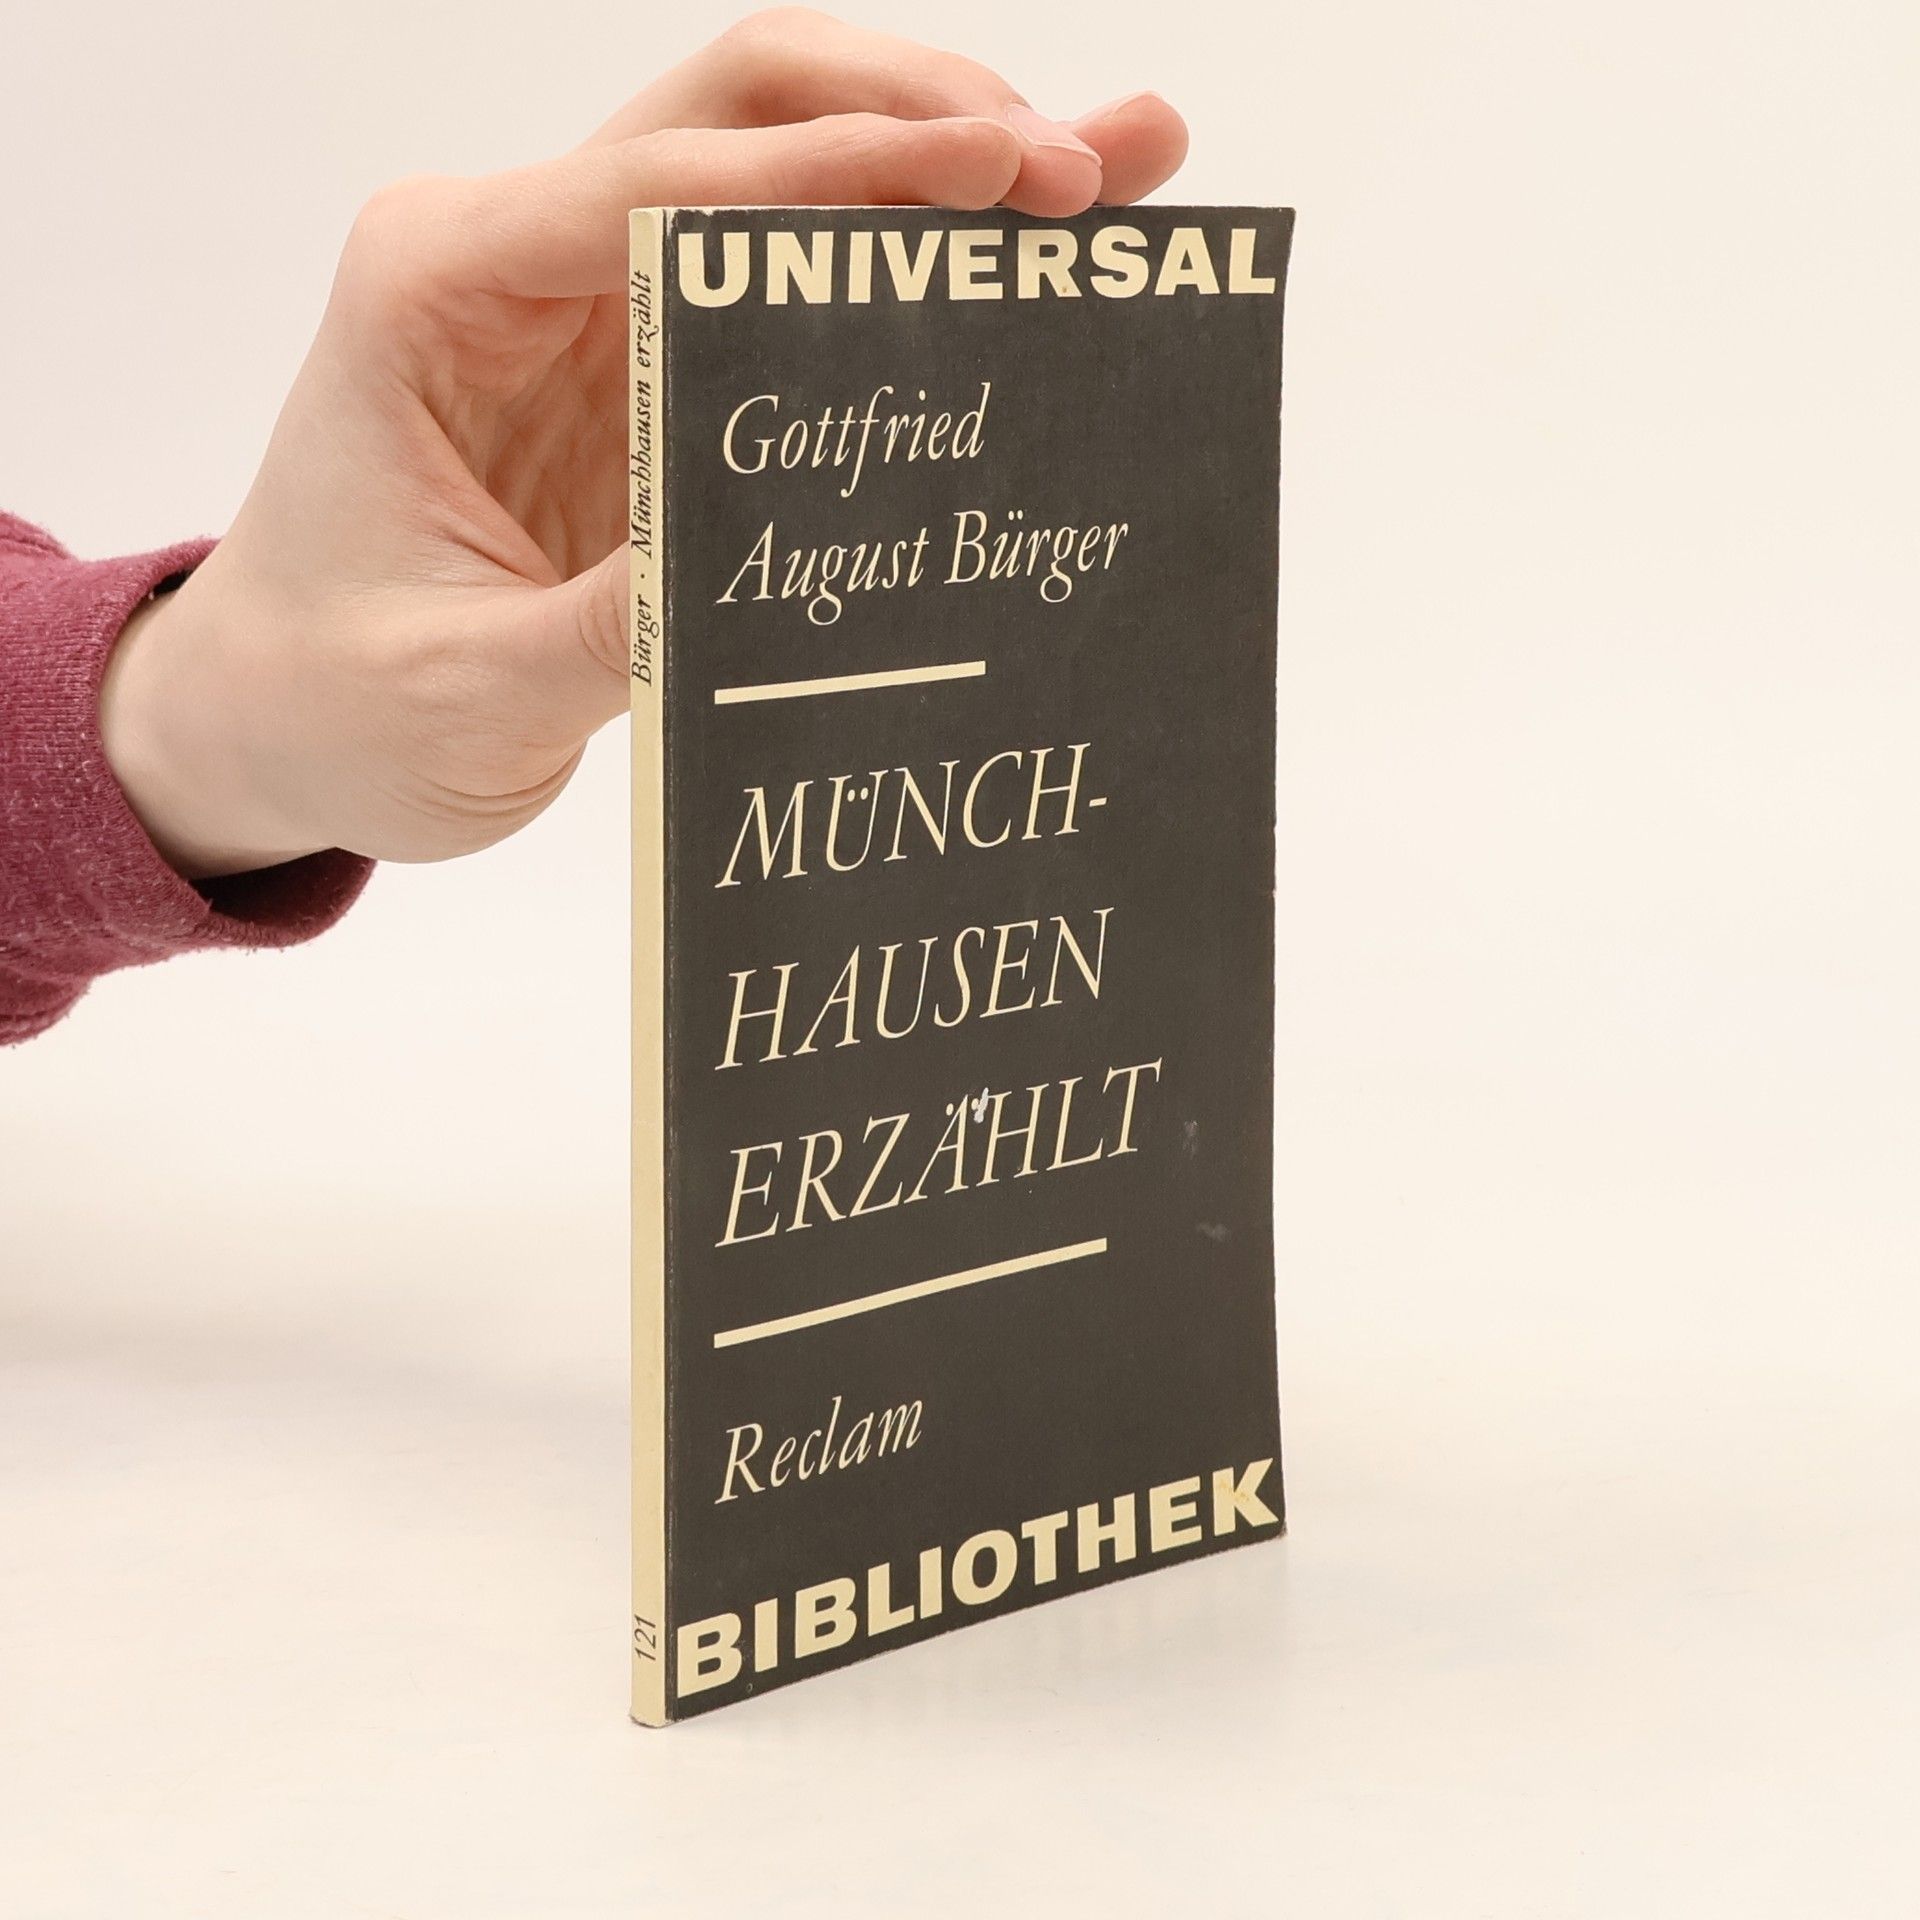 UNIVERSAL
Gottfried
August Bürger
MÜNCH-
HAUSEN
ERZÄHLT
Reclam
BIBLIOTHEK
Bürger · Münchhausen erzählt
121